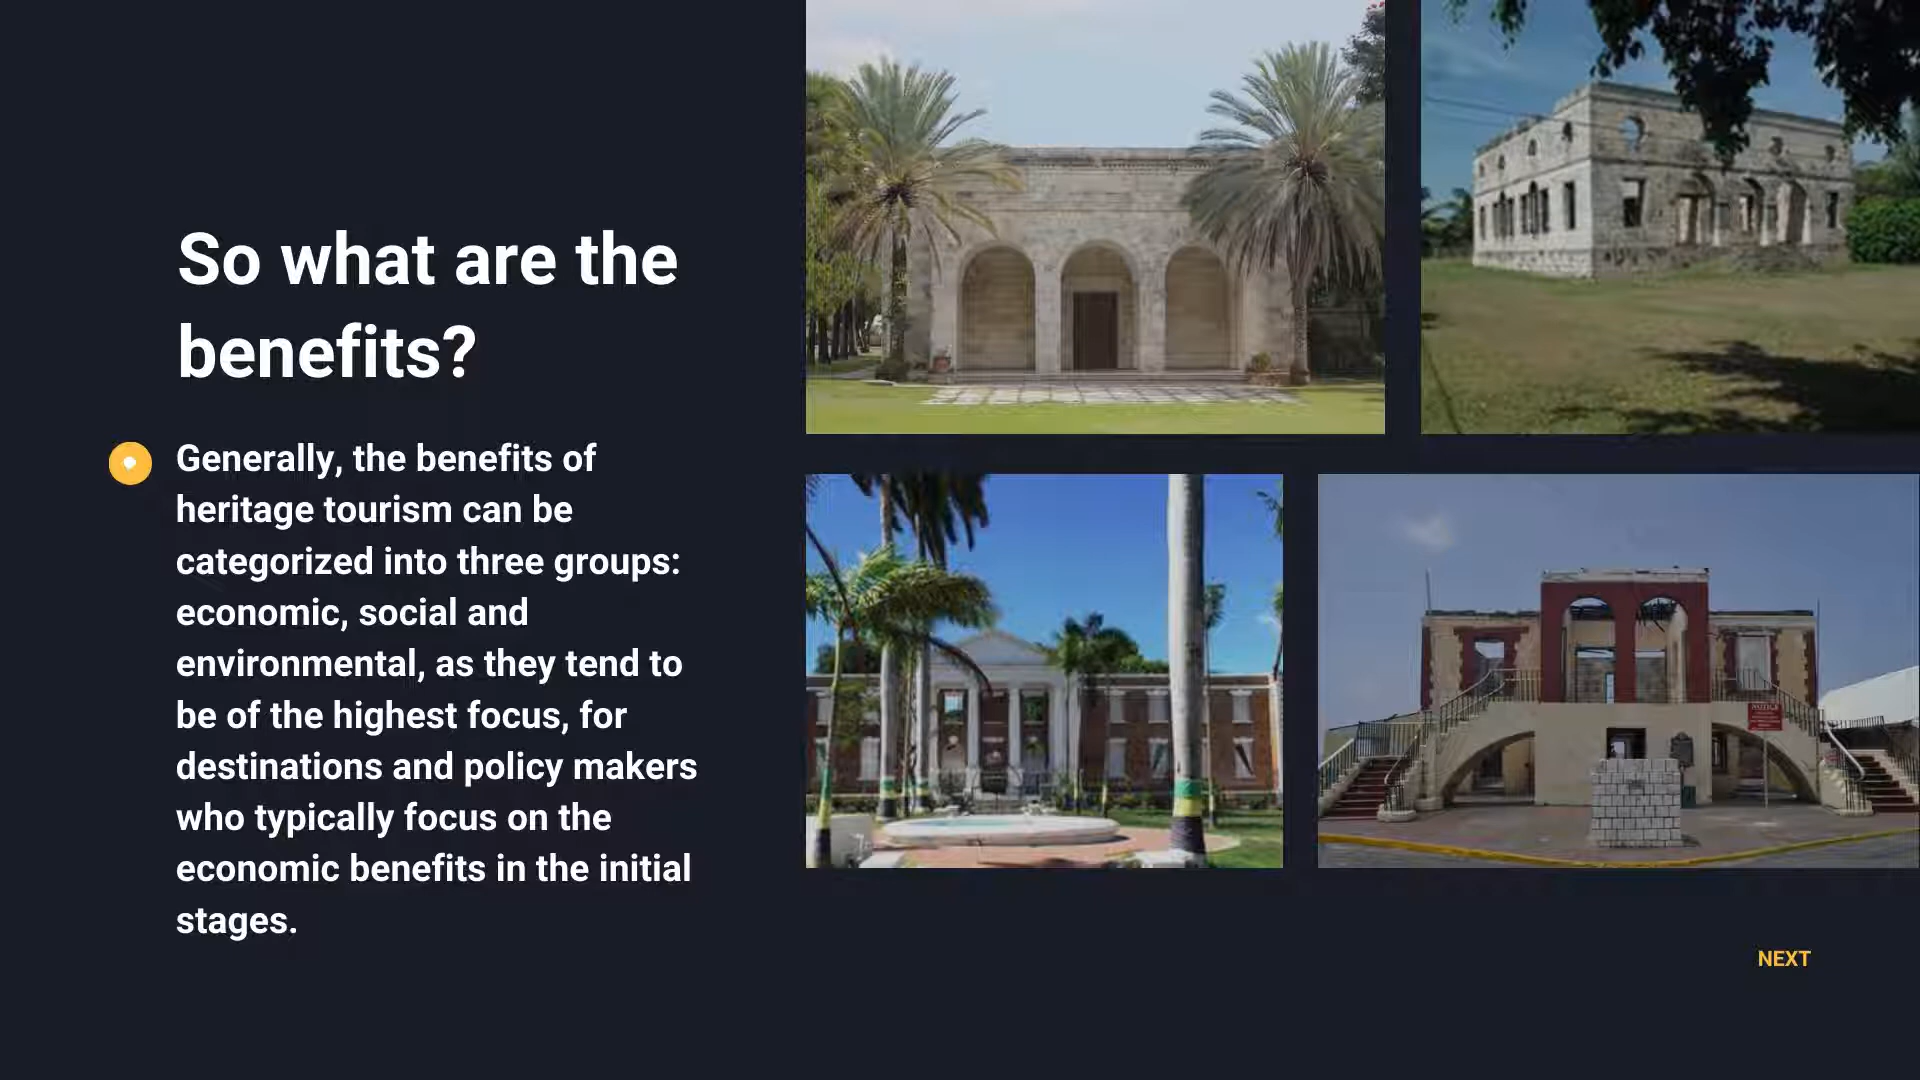 So what are the
benefits?
Generally, the benefits of
heritage tourism can be
categorized into three groups:
economic, social and
environmental, as they tend to
be of the highest focus, for
destinations and policy makers
who typically focus on the
economic benefits in the initial
stages.
NOTICE
NEXT